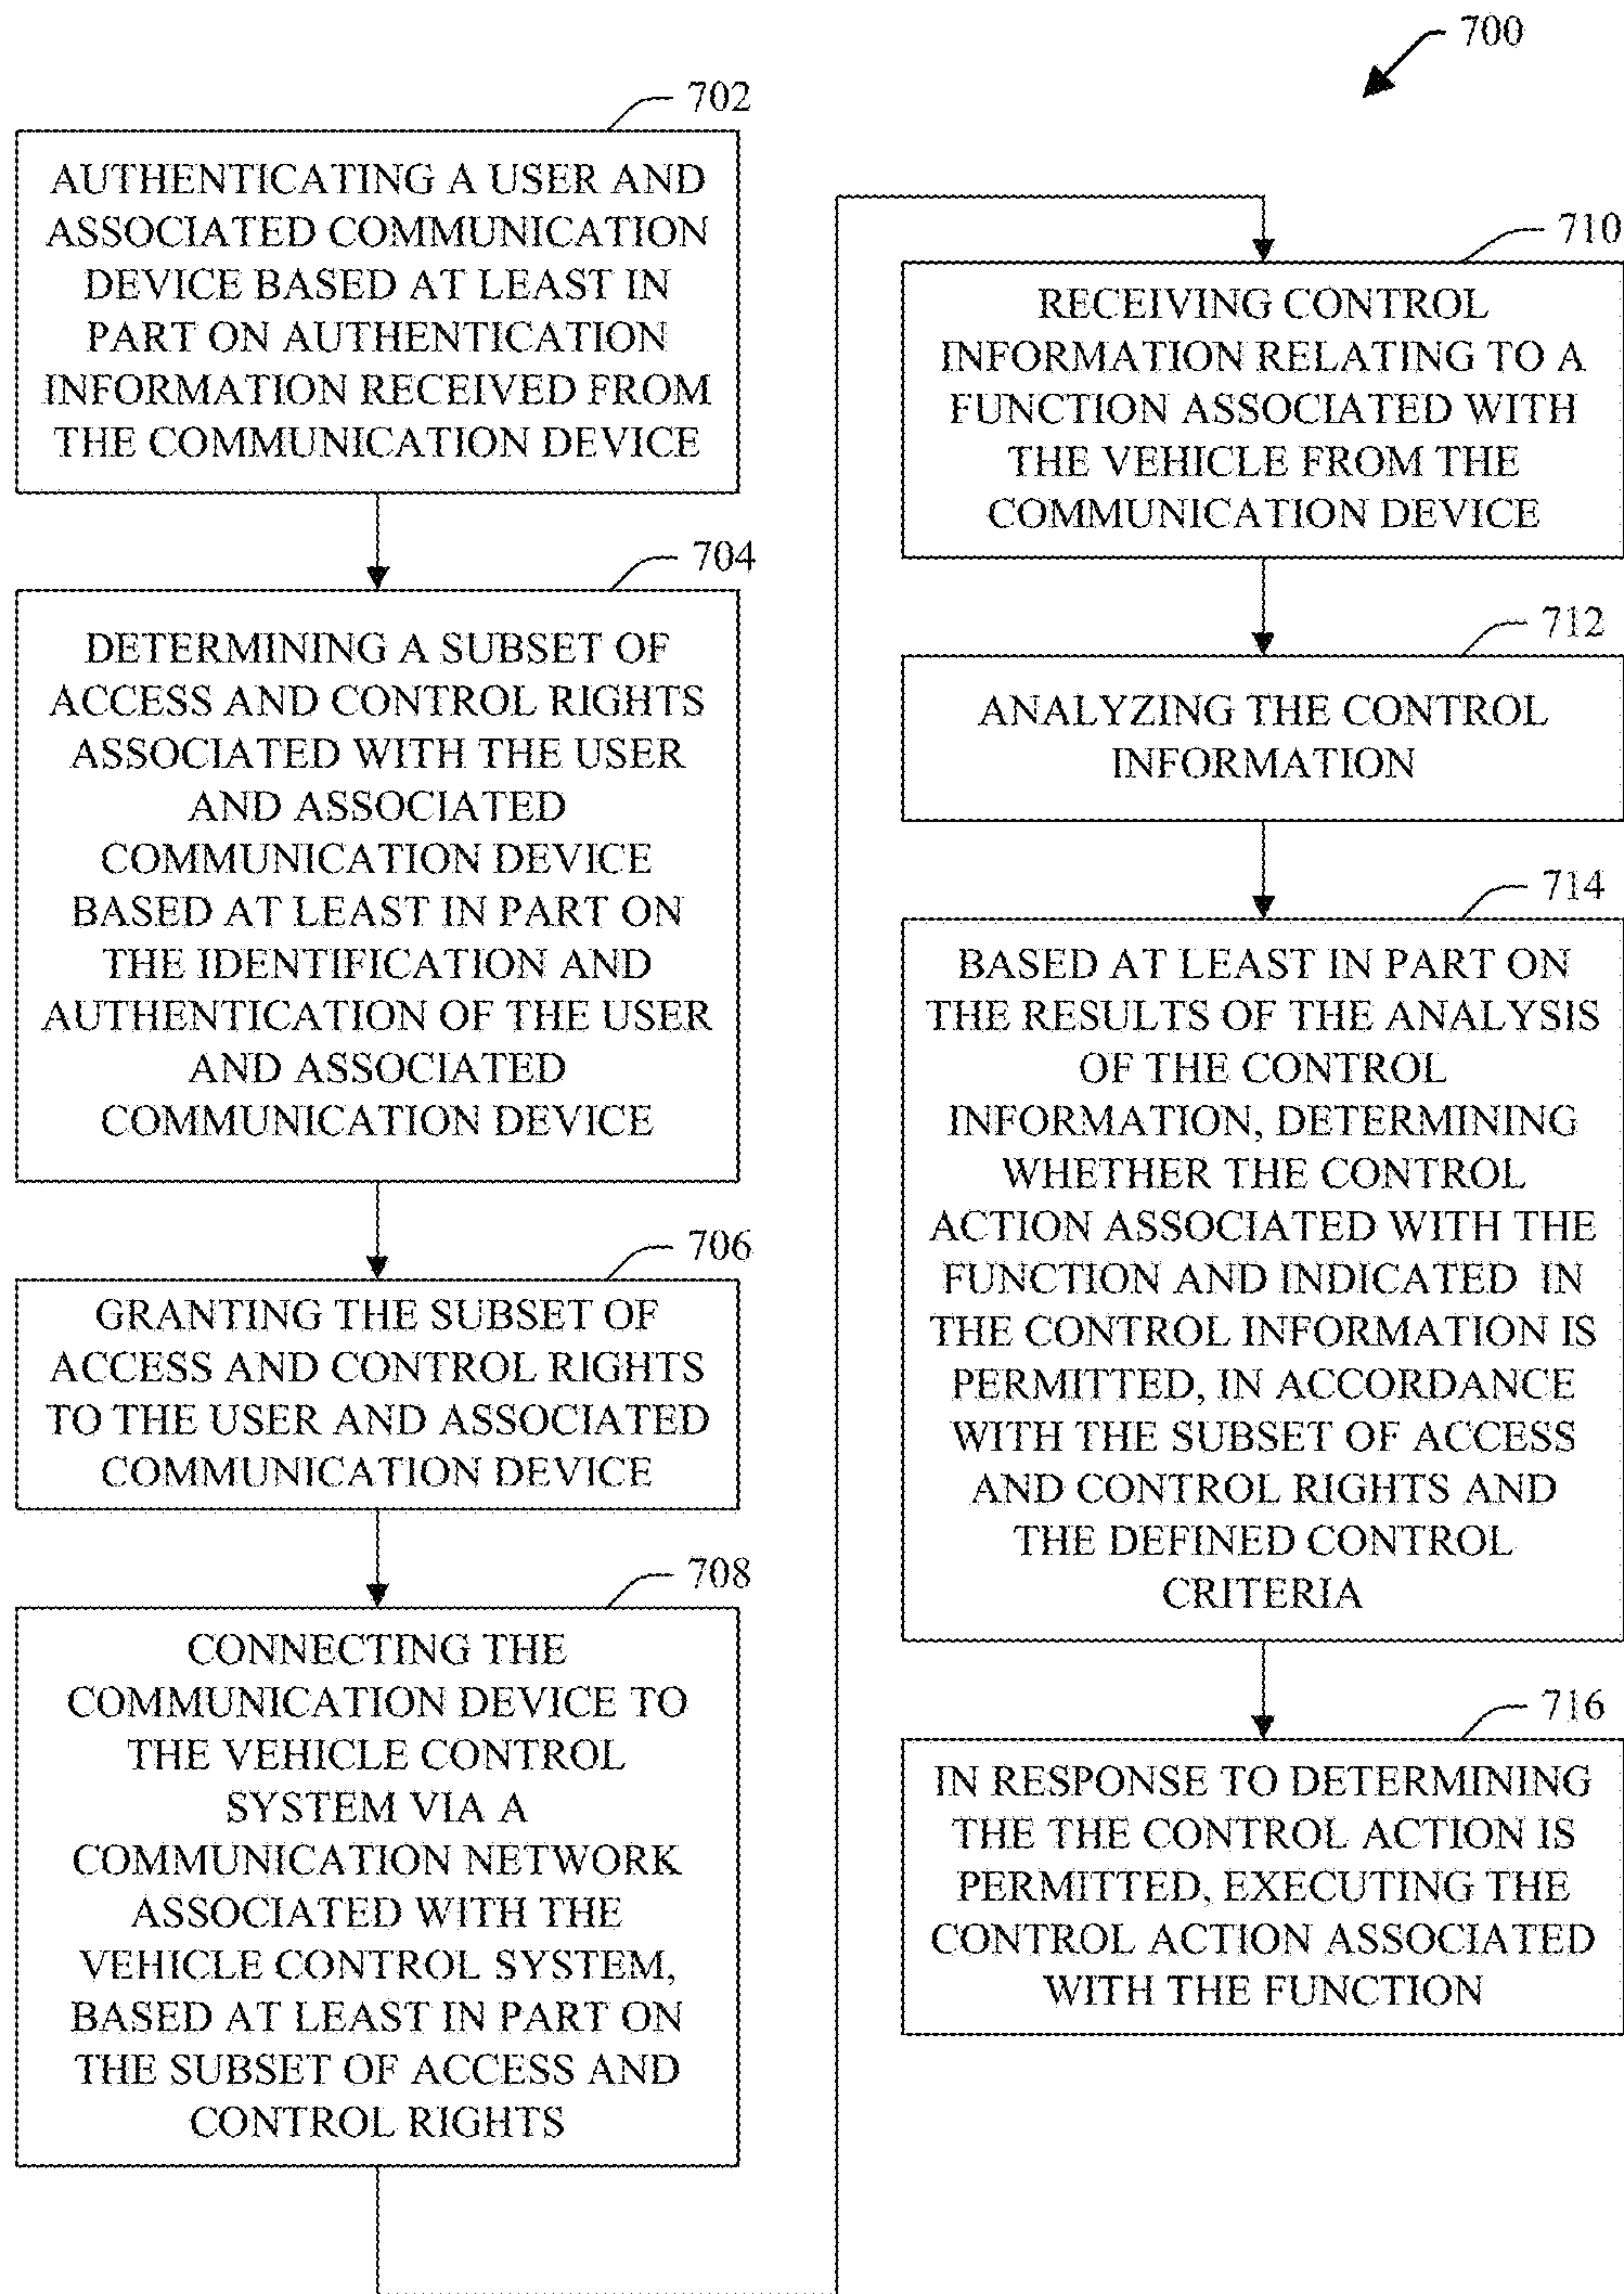 700
702
AUTHENTICATING A USER AND
ASSOCIATED COMMUNICATION
DEVICE BASED AT LEAST IN
PART ON AUTHENTICATION
INFORMATION RECEIVED FROM
THE COMMUNICATION DEVICE
704
DETERMINING A SUBSET OF
ACCESS AND CONTROL RIGHTS
ASSOCIATED WITH THE USER
AND ASSOCIATED
COMMUNICATION DEVICE
BASED AT LEAST IN PART ON
THE IDENTIFICATION AND
AUTHENTICATION OF THE USER
AND ASSOCIATED
COMMUNICATION DEVICE
706
GRANTING THE SUBSET OF
ACCESS AND CONTROL RIGHTS
TO THE USER AND ASSOCIATED
COMMUNICATION DEVICE
708
CONNECTING THE
COMMUNICATION DEVICE TO
THE VEHICLE CONTROL
SYSTEM VIA A
COMMUNICATION NETWORK
ASSOCIATED WITH THE
VEHICLE CONTROL SYSTEM,
BASED AT LEAST IN PART ON
THE SUBSET OF ACCESS AND
CONTROL RIGHTS
710
RECEIVING CONTROL
INFORMATION RELATING TO A
FUNCTION ASSOCIATED WITH
THE VEHICLE FROM THE
COMMUNICATION DEVICE
712
ANALYZING THE CONTROL
INFORMATION
714
BASED AT LEAST IN PART ON
THE RESULTS OF THE ANALYSIS
OF THE CONTROL
INFORMATION, DETERMINING
WHETHER THE CONTROL
ACTION ASSOCIATED WITH THE
FUNCTION AND INDICATED IN
THE CONTROL INFORMATION IS
PERMITTED, IN ACCORDANCE
WITH THE SUBSET OF ACCESS
AND CONTROL RIGHTS AND
THE DEFINED CONTROL
CRITERIA
716
IN RESPONSE TO DETERMINING
THE THE CONTROL ACTION IS
PERMITTED, EXECUTING THE
CONTROL ACTION ASSOCIATED
WITH THE FUNCTION